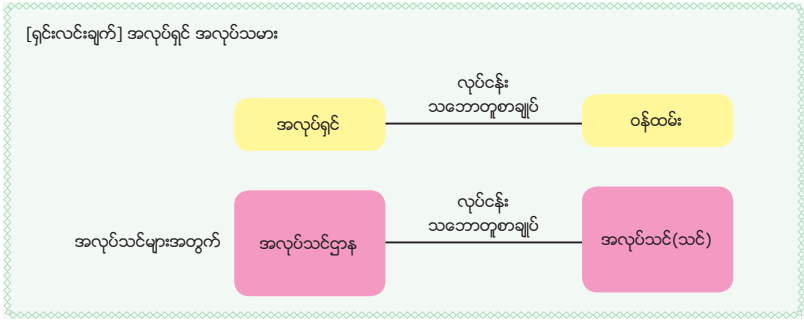 [ရှင်းလင်းချက်] အလုပ်ရှင် အလုပ်သမား
လုပ်ငန်း
သဘောတူစာချုပ်
အလုပ်ရှင်
ဝန်ထမ်း
လုပ်ငန်း
သဘောတူစာချုပ်
အလုပ်သင်များအတွက်
အလုပ်သင်ဌာန
အလုပ်သင်(သင်)